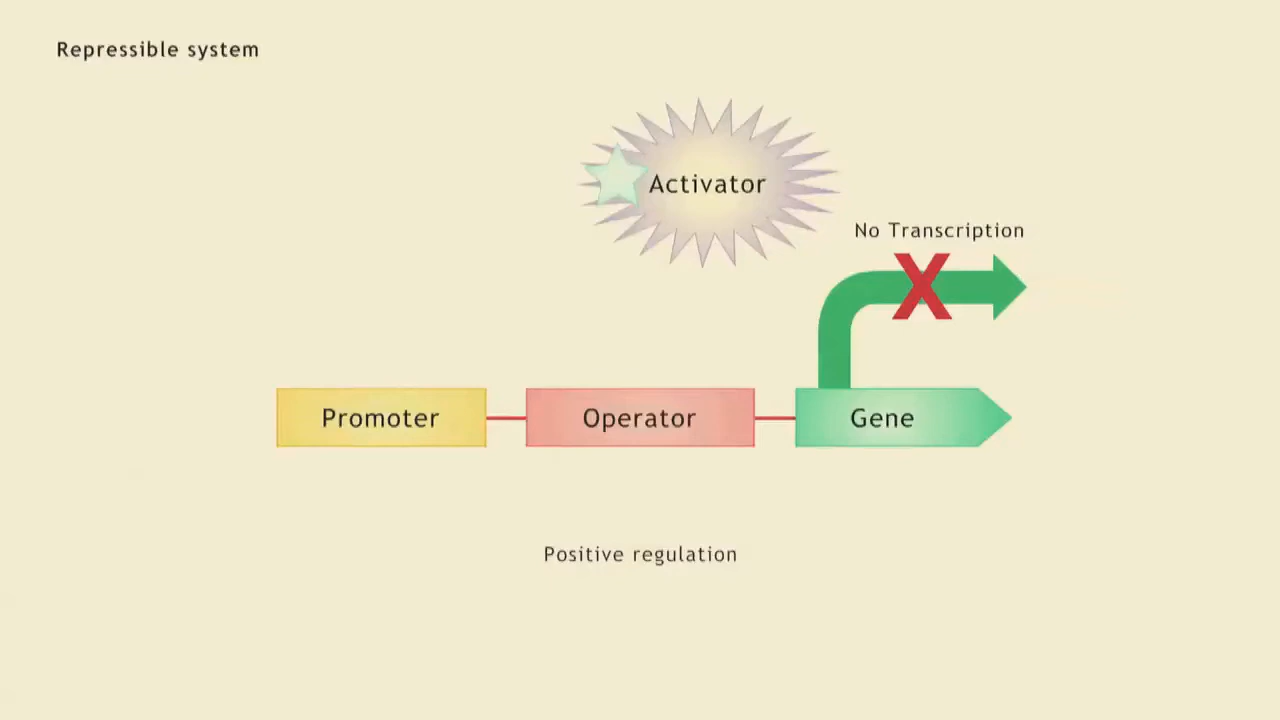 Repressible system
Activator
No Transcription
X
Promoter
Operator
Gene
Positive regulation